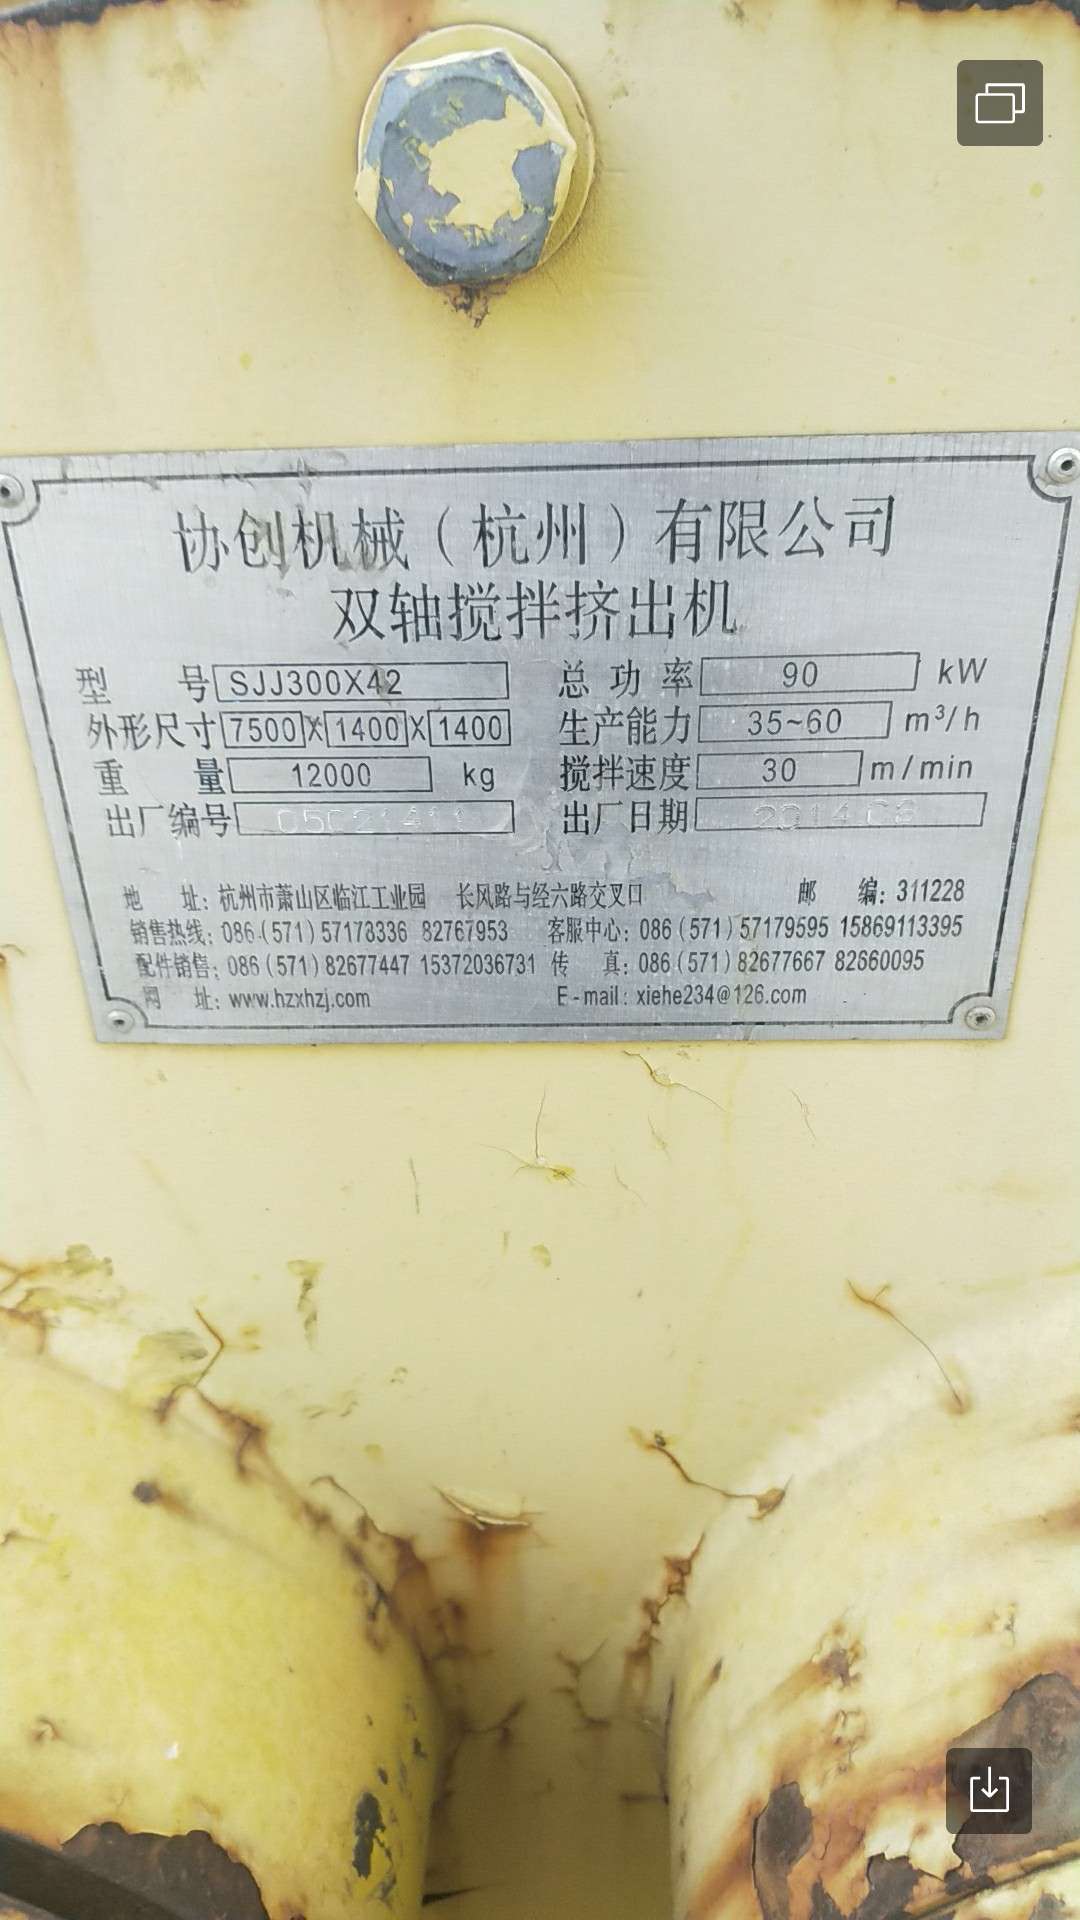 协创机械（杭州）有限公司
双轴搅拌挤出机
型 号 SJJ300X42 总功率 90 kW
外形尺寸 7500 X 1400 X 1400 生产能力 35~60 m³/h
重 量 12000 kg 搅拌速度 30 m/min
出厂编号 出厂日期
地 址：杭州市萧山区临江工业园 长风路与经六路交叉口 邮 编：311228
销售热线：086-(571)57178336 82767953 客服中心：086(571)57179595 15869113395
配件销售：086(571)82677447 15372036731 传 真：086(571)82677667 82660095
网 址：www.hzxhzj.com E-mail：xiehe234@126.com